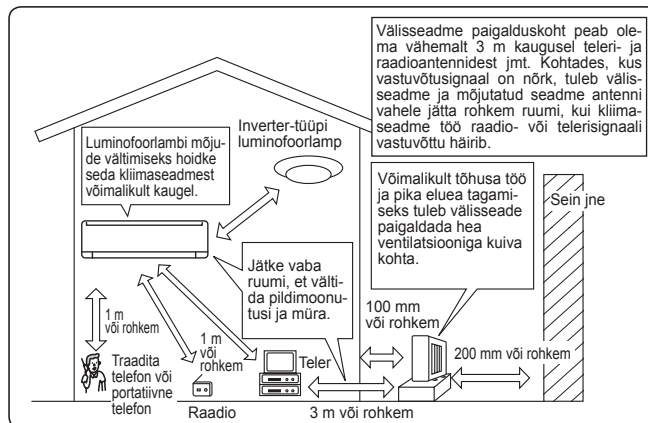 Välisseadme paigalduskoht peab ole-
ma vähemalt 3 m kaugusel teleri- ja
raadioantennidest jmt. Kohtades, kus
vastuvõtusignaal on nõrk, tuleb välis-
seadme ja mõjutatud seadme antenni
vahele jätta rohkem ruumi, kui kliima-
seadme töö raadio- või telerisignaali
vastuvõttu häirib.
Luminofoorlambi mõju-
de vältimiseks hoidke
seda kliimaseadmest
võimalikult kaugel.
Inverter-tüüpi
luminofoorlamp
Võimalikult tõhusa töö
ja pika eluea tagami-
seks tuleb välisseade
paigaldada hea
ventilatsiooniga kuiva
kohta.
Sein jne
Jätke vaba
ruumi, et välti-
da pildimoonu-
tusi ja müra.
1 m
või rohkem
1 m
või
rohkem
100 mm
või rohkem
200 mm või rohkem
Traadita
telefon või
portatiivne
telefon
Raadio
Teler
3 m või rohkem